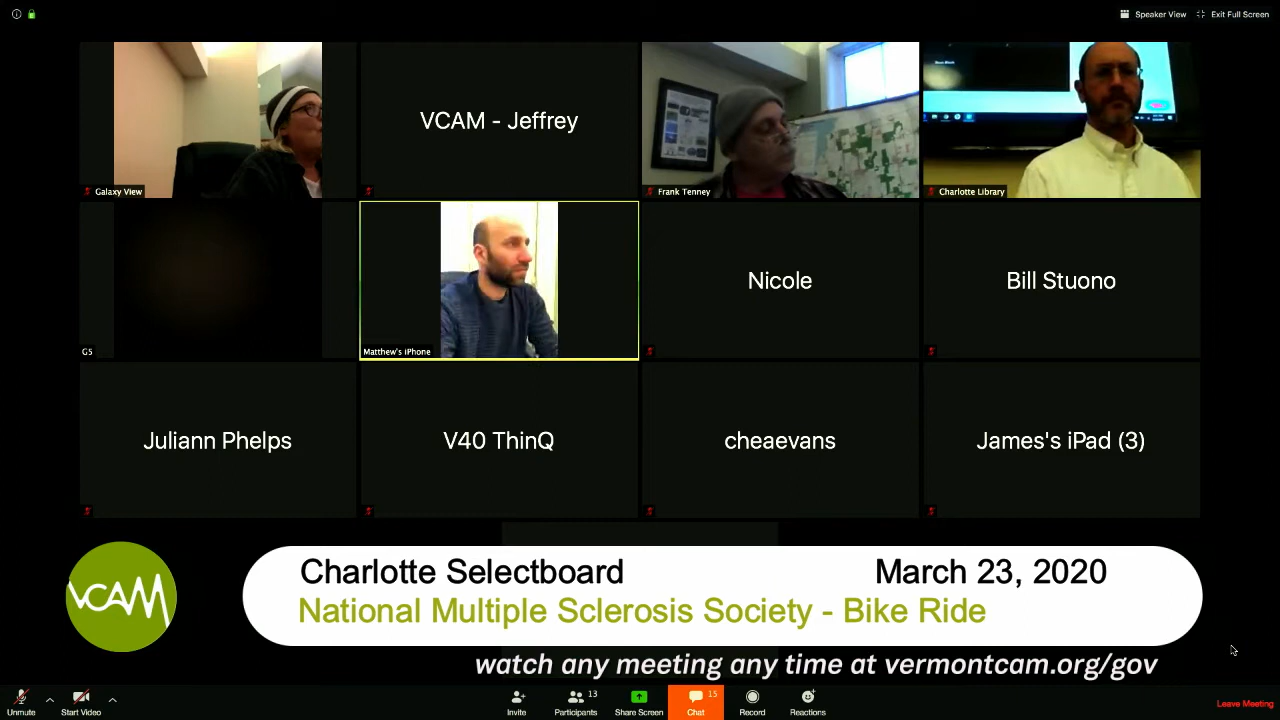 Speaker View
Exit Full Screen
VCAM - Jeffrey
Galaxy View
Frank Tenney
Charlotte Library
G5
Matthew's iPhone
Nicole
Bill Stuono
Juliann Phelps
V40 ThinQ
cheaevans
James's iPad (3)
VCAM
Charlotte Selectboard
March 23, 2020
National Multiple Sclerosis Society - Bike Ride
watch any meeting any time at vermontcam.org/gov
Unmute
Start Video
Invite
Participants 13
Share Screen
Chat 15
Record
Reactions
Leave Meeting